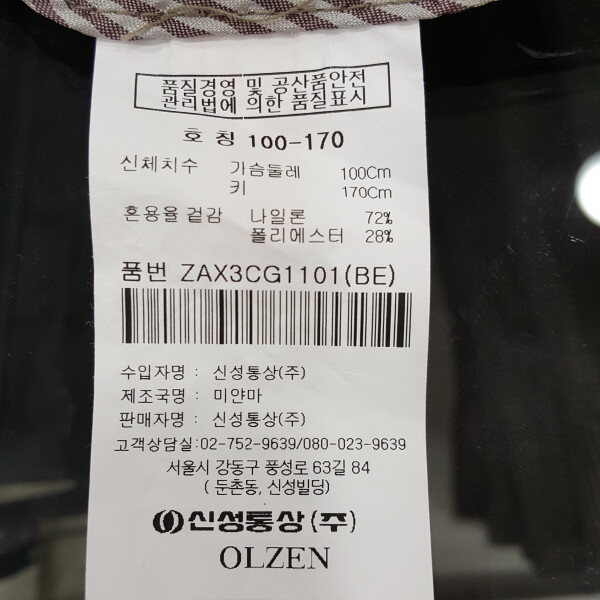 품질경영 및 공산품안전
관리법에 의한 품질표시
호 칭 100-170
신체치수 가슴둘레 100Cm
키 170Cm
혼용율 겉감 나일론 72%
폴리에스터 28%
품번 ZAX3CG1101(BE)
수입자명 : 신성통상(주)
제조국명 : 미얀마
판매자명 : 신성통상(주)
고객상담실:02-752-9639/080-023-9639
서울시 강동구 풍성로 63길 84
( 둔촌동, 신성빌딩)
신성통상(주)
OLZEN